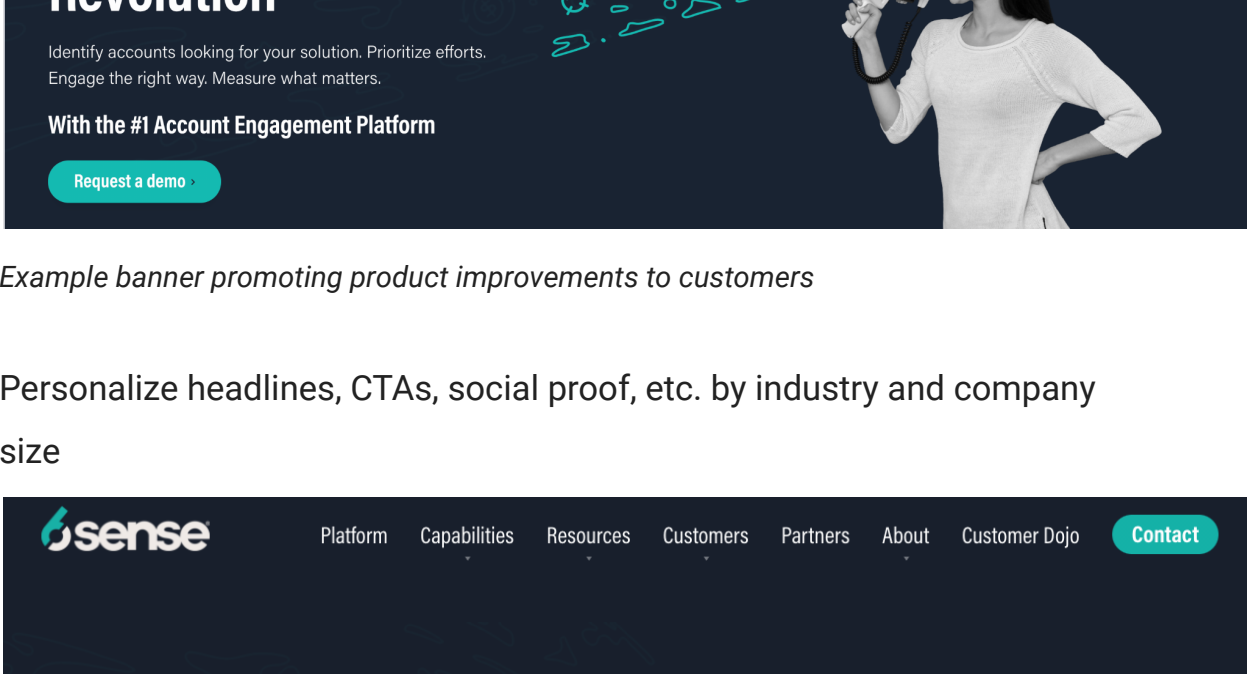 Revolution
Identify accounts looking for your solution. Prioritize efforts.
Engage the right way. Measure what matters.
With the #1 Account Engagement Platform
Request a demo ›
Example banner promoting product improvements to customers
Personalize headlines, CTAs, social proof, etc. by industry and company
size
6sense Platform Capabilities Resources Customers Partners About Customer Dojo Contact